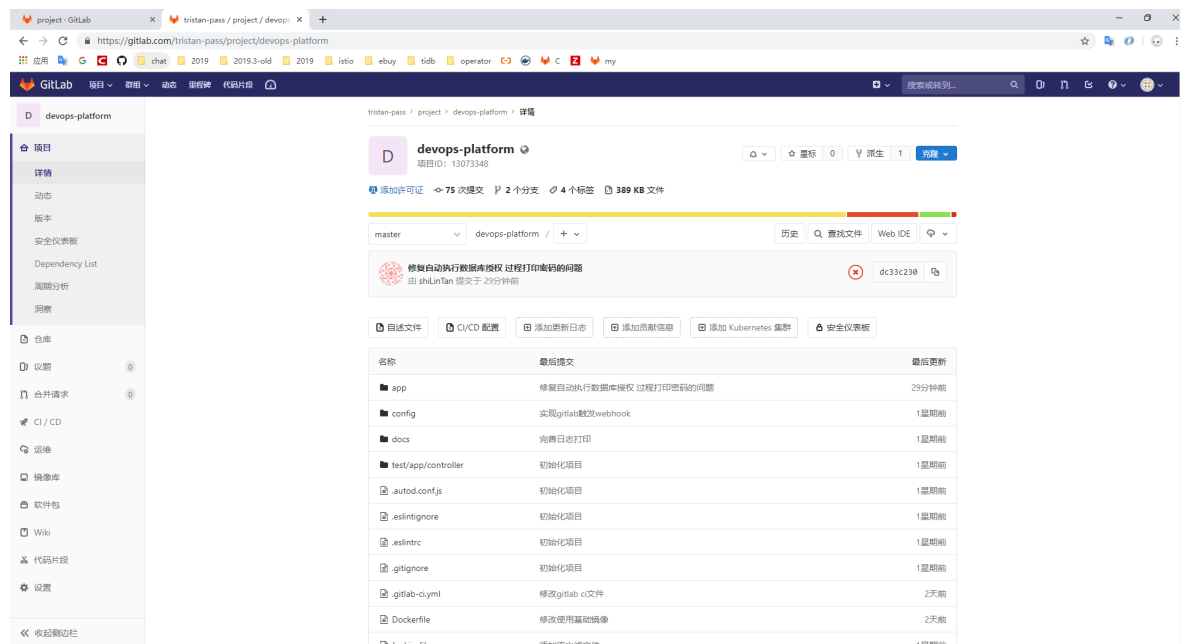 project · GitLab
tristan-pass / project / devops
https://gitlab.com/tristan-pass/project/devops-platform
应用 G chat 2019 2019.3-old 2019 istio ebuy tidb operator C Z my
GitLab 项目 群组 动态 里程碑 代码片段 搜索或转到...
D devops-platform
项目
详情
动态
版本
安全仪表板
Dependency List
周期分析
洞察
仓库
议题 0
合并请求 0
CI / CD
运维
镜像库
软件包
Wiki
代码片段
设置
收起侧边栏
tristan-pass > project > devops-platform > 详情
D devops-platform
项目ID: 13073348
星标 0 派生 1 克隆
添加许可证 75 次提交 2 个分支 4 个标签 389 KB 文件
master devops-platform / + 历史 查找文件 Web IDE
修复自动执行数据库授权 过程打印密码的问题
由 shiLinTan 提交于 29分钟前
dc33c230
自述文件 CI/CD 配置 添加更新日志 添加贡献信息 添加 Kubernetes 集群 安全仪表板
名称 最后提交 最后更新
app 修复自动执行数据库授权 过程打印密码的问题 29分钟前
config 实现gitlab触发webhook 1星期前
docs 完善日志打印 1星期前
test/app/controller 初始化项目 1星期前
.autod.conf.js 初始化项目 1星期前
.eslintignore 初始化项目 1星期前
.eslintrc 初始化项目 1星期前
.gitignore 初始化项目 1星期前
.gitlab-ci.yml 修改gitlab ci文件 2天前
Dockerfile 修改使用基础镜像 2天前